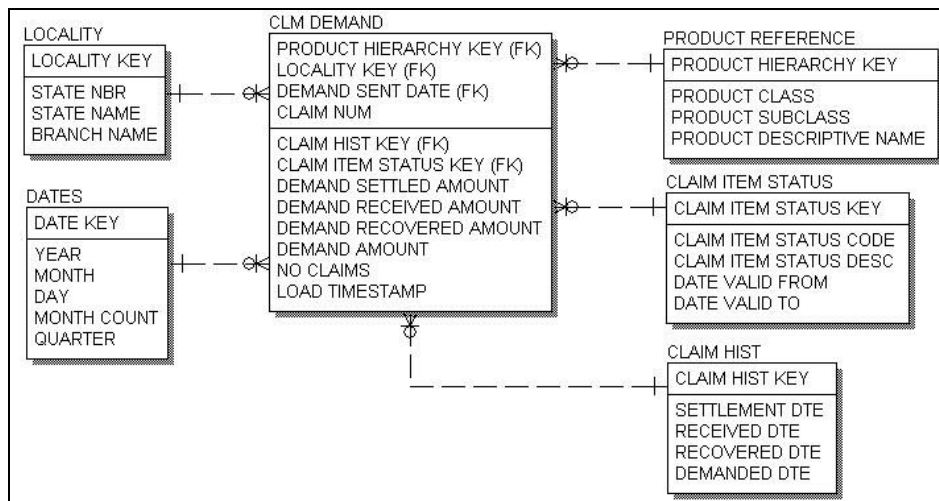 CLM DEMAND
PRODUCT HIERARCHY KEY (FK)
LOCALITY KEY (FK)
DEMAND SENT DATE (FK)
CLAIM NUM
CLAIM HIST KEY (FK)
CLAIM ITEM STATUS KEY (FK)
DEMAND SETTLED AMOUNT
DEMAND RECEIVED AMOUNT
DEMAND RECOVERED AMOUNT
DEMAND AMOUNT
NO CLAIMS
LOAD TIMESTAMP
LOCALITY
LOCALITY KEY
STATE NBR
STATE NAME
BRANCH NAME
DATES
DATE KEY
YEAR
MONTH
DAY
MONTH COUNT
QUARTER
PRODUCT REFERENCE
PRODUCT HIERARCHY KEY
PRODUCT CLASS
PRODUCT SUBCLASS
PRODUCT DESCRIPTIVE NAME
CLAIM ITEM STATUS
CLAIM ITEM STATUS KEY
CLAIM ITEM STATUS CODE
CLAIM ITEM STATUS DESC
DATE VALID FROM
DATE VALID TO
CLAIM HIST
CLAIM HIST KEY
SETTLEMENT DTE
RECEIVED DTE
RECOVERED DTE
DEMANDED DTE